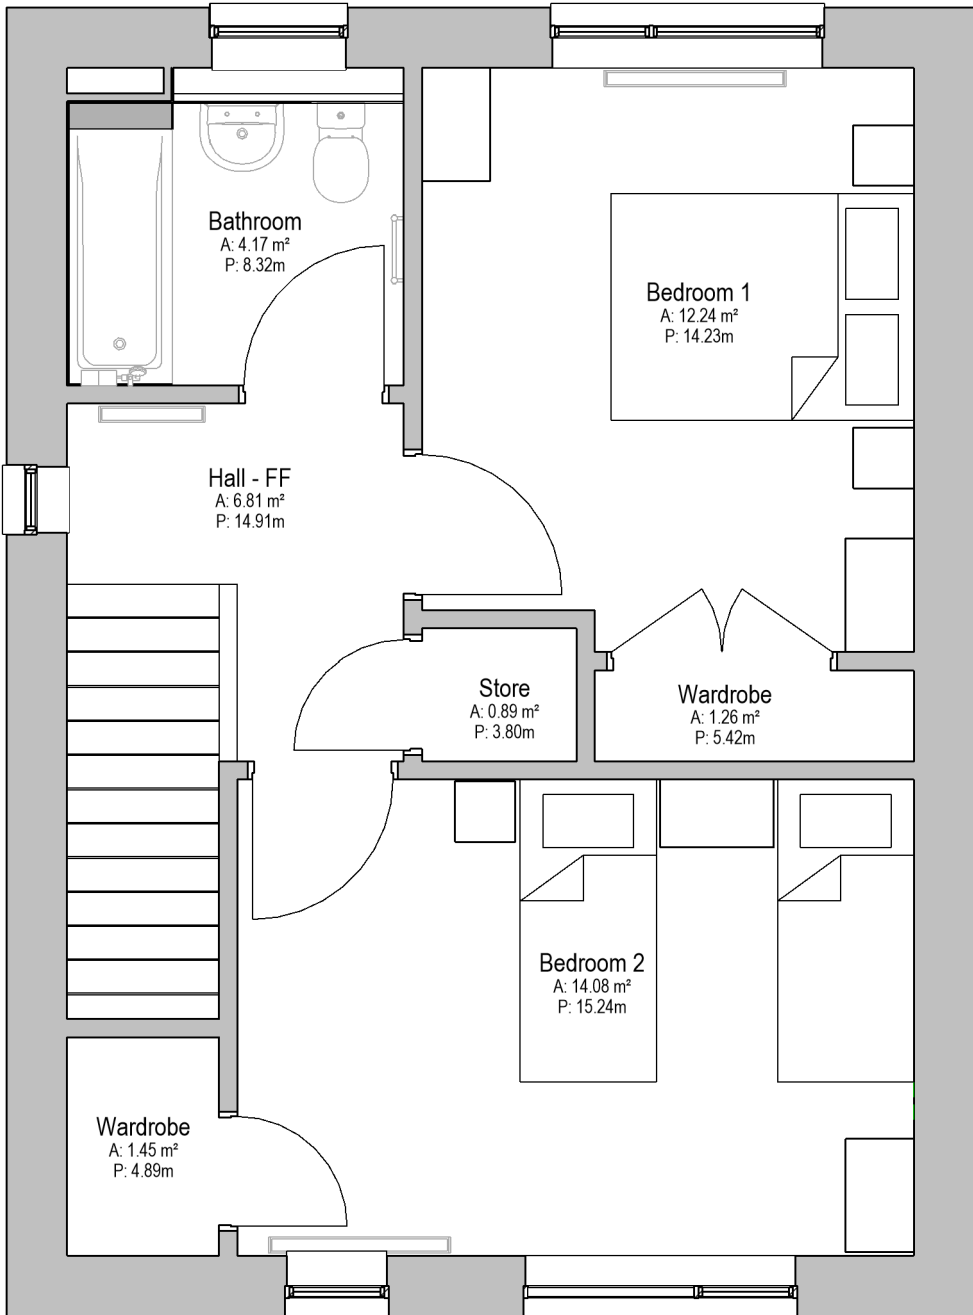 Bathroom
A: 4.17 m²
P: 8.32m
Bedroom 1
A: 12.24 m²
P: 14.23m
Hall - FF
A: 6.81 m²
P: 14.91m
Store
A: 0.89 m²
P: 3.80m
Wardrobe
A: 1.26 m²
P: 5.42m
Bedroom 2
A: 14.08 m²
P: 15.24m
Wardrobe
A: 1.45 m²
P: 4.89m